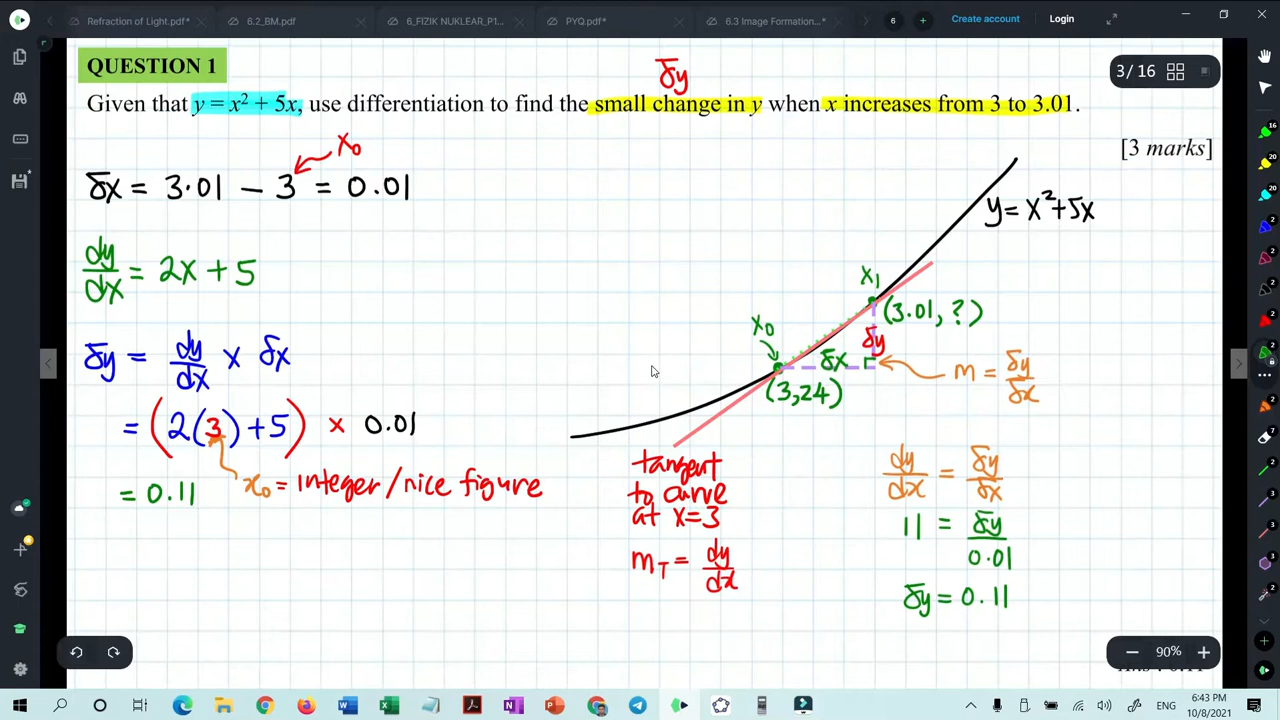 Refraction of Light.pdf*
6.2_BM.pdf
6_FIZIK NUKLEAR_P1...
PYQ.pdf*
6.3 Image Formation...*
6
Create account
Login
QUESTION 1
3/16
δy
Given that y = x² + 5x, use differentiation to find the small change in y when x increases from 3 to 3.01.
[3 marks]
x₀
δx = 3.01 − 3 = 0.01
dy/dx = 2x + 5
δy = dy/dx × δx
= (2(3)+5) × 0.01
= 0.11
x₀ = integer/nice figure
y = x²+5x
x₁
(3.01, ?)
x₀
δy
δx
(3,24)
m = δy/δx
tangent
to curve
at x=3
m_T = dy/dx
dy/dx = δy/δx
11 = δy/0.01
δy = 0.11
90%
6:43 PM
ENG
10/8/2021